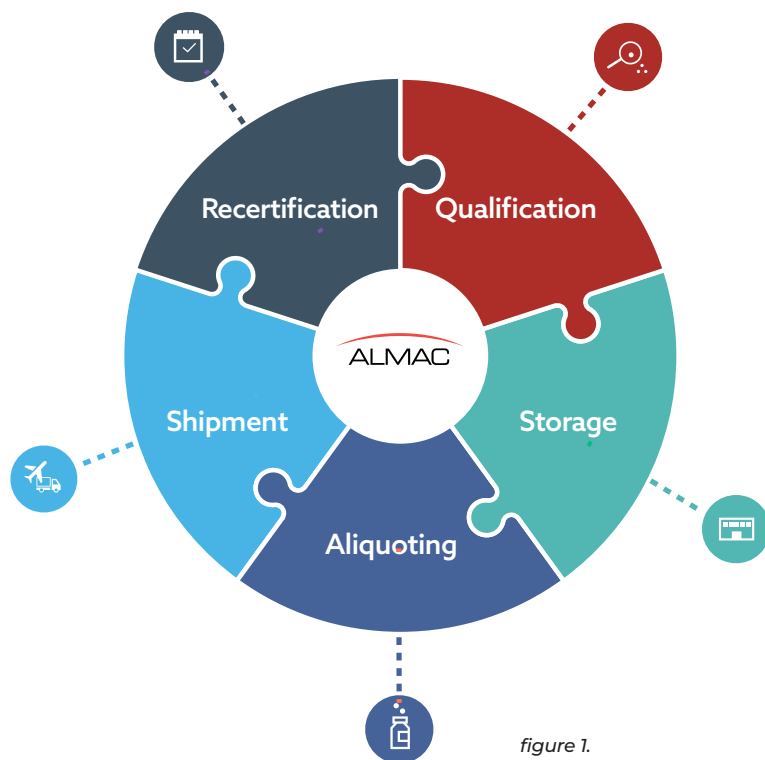 Recertification
Qualification
ALMAC
Shipment
Storage
Aliquoting
figure 1.